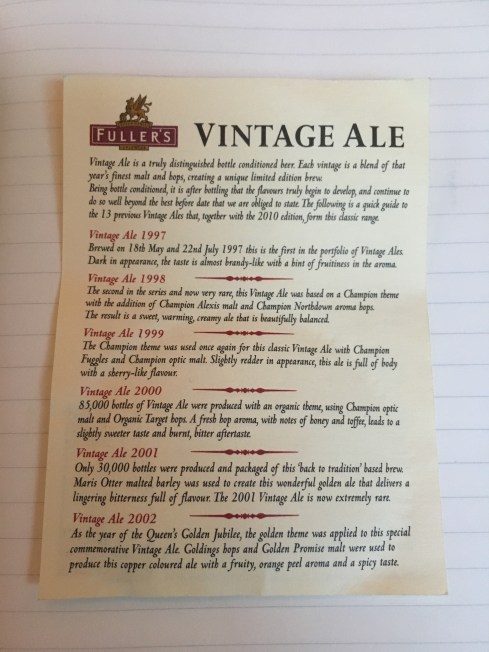 FULLER'S
VINTAGE ALE
Vintage Ale is a truly distinguished bottle conditioned beer. Each vintage is a blend of that
year's finest malt and hops, creating a unique limited edition brew.
Being bottle conditioned, it is after bottling that the flavours truly begin to develop, and continue to
do so well beyond the best before date that we are obliged to state. The following is a quick guide to
the 13 previous Vintage Ales that, together with the 2010 edition, form this classic range.
Vintage Ale 1997
Brewed on 18th May and 22nd July 1997 this is the first in the portfolio of Vintage Ales.
Dark in appearance, the taste is almost brandy-like with a hint of fruitiness in the aroma.
Vintage Ale 1998
The second in the series and now very rare, this Vintage Ale was based on a Champion theme
with the addition of Champion Alexis malt and Champion Northdown aroma hops.
The result is a sweet, warming, creamy ale that is beautifully balanced.
Vintage Ale 1999
The Champion theme was used once again for this classic Vintage Ale with Champion
Fuggles and Champion optic malt. Slightly redder in appearance, this ale is full of body
with a sherry-like flavour.
Vintage Ale 2000
85,000 bottles of Vintage Ale were produced with an organic theme, using Champion optic
malt and Organic Target hops. A fresh hop aroma, with notes of honey and toffee, leads to a
slightly sweeter taste and burnt, bitter aftertaste.
Vintage Ale 2001
Only 30,000 bottles were produced and packaged of this 'back to tradition' based brew.
Maris Otter malted barley was used to create this wonderful golden ale that delivers a
lingering bitterness full of flavour. The 2001 Vintage Ale is now extremely rare.
Vintage Ale 2002
As the year of the Queen's Golden Jubilee, the golden theme was applied to this special
commemorative Vintage Ale. Goldings hops and Golden Promise malt were used to
produce this copper coloured ale with a fruity, orange peel aroma and a spicy taste.